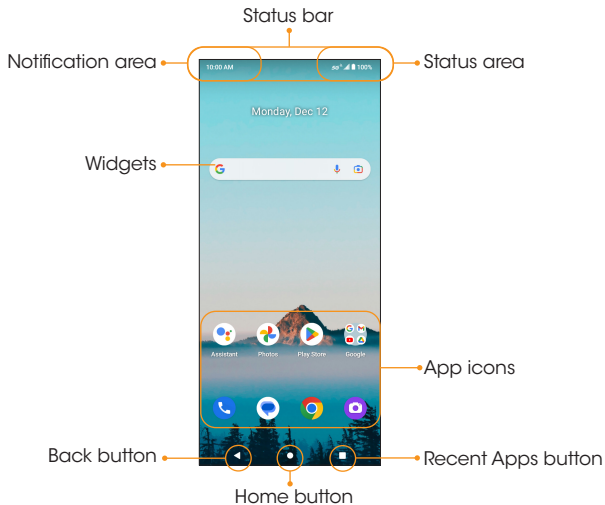 Status bar
Notification area
Status area
10:00 AM
5G 100%
Monday, Dec 12
Widgets
G
Assistant
Photos
Play Store
Google
App icons
Back button
Recent Apps button
Home button